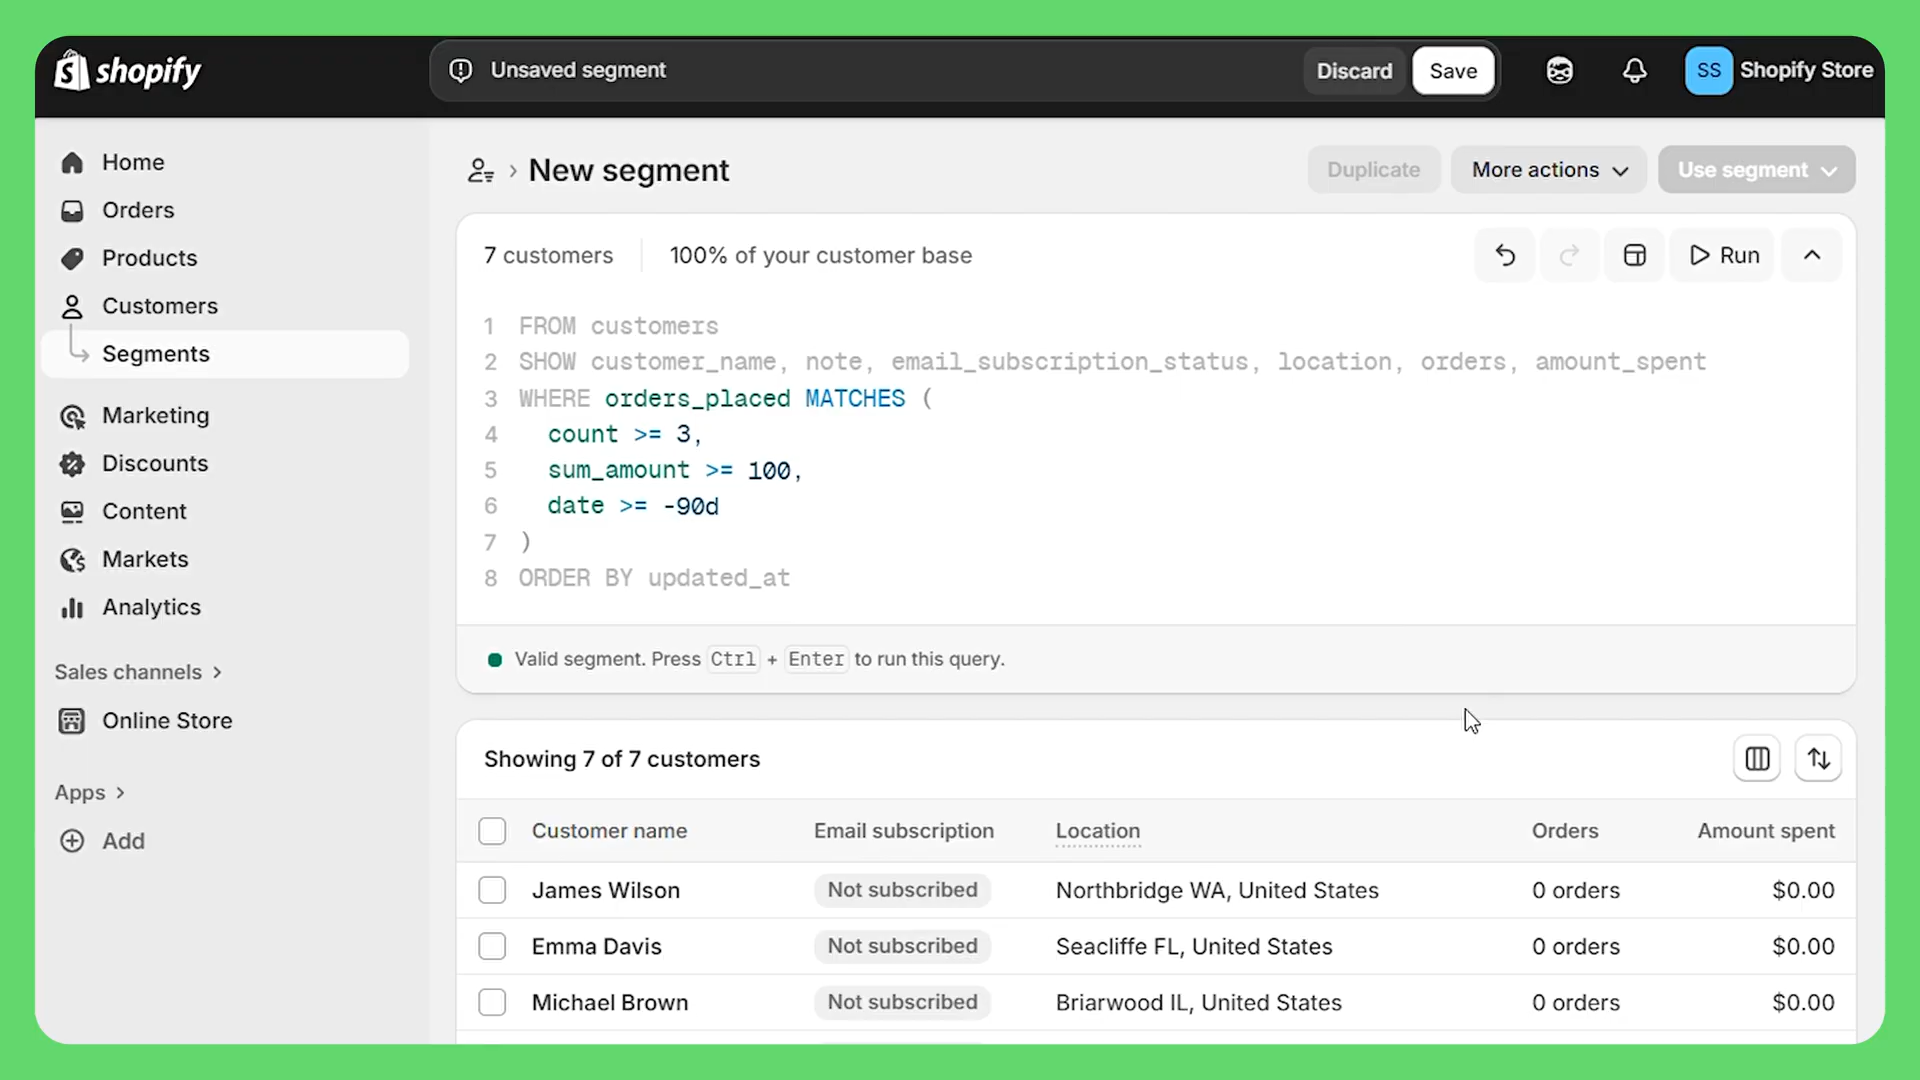 shopify
Unsaved segment
Discard
Save
SS
Shopify Store
Home
Orders
Products
Customers
Segments
Marketing
Discounts
Content
Markets
Analytics
Sales channels
Online Store
Apps
Add
New segment
Duplicate
More actions
Use segment
7 customers
100% of your customer base
Run
1 FROM customers
2 SHOW customer_name, note, email_subscription_status, location, orders, amount_spent
3 WHERE orders_placed MATCHES (
4 count >= 3,
5 sum_amount >= 100,
6 date >= -90d
7 )
8 ORDER BY updated_at
Valid segment. Press Ctrl + Enter to run this query.
Showing 7 of 7 customers
Customer name Email subscription Location Orders Amount spent
James Wilson Not subscribed Northbridge WA, United States 0 orders $0.00
Emma Davis Not subscribed Seacliffe FL, United States 0 orders $0.00
Michael Brown Not subscribed Briarwood IL, United States 0 orders $0.00